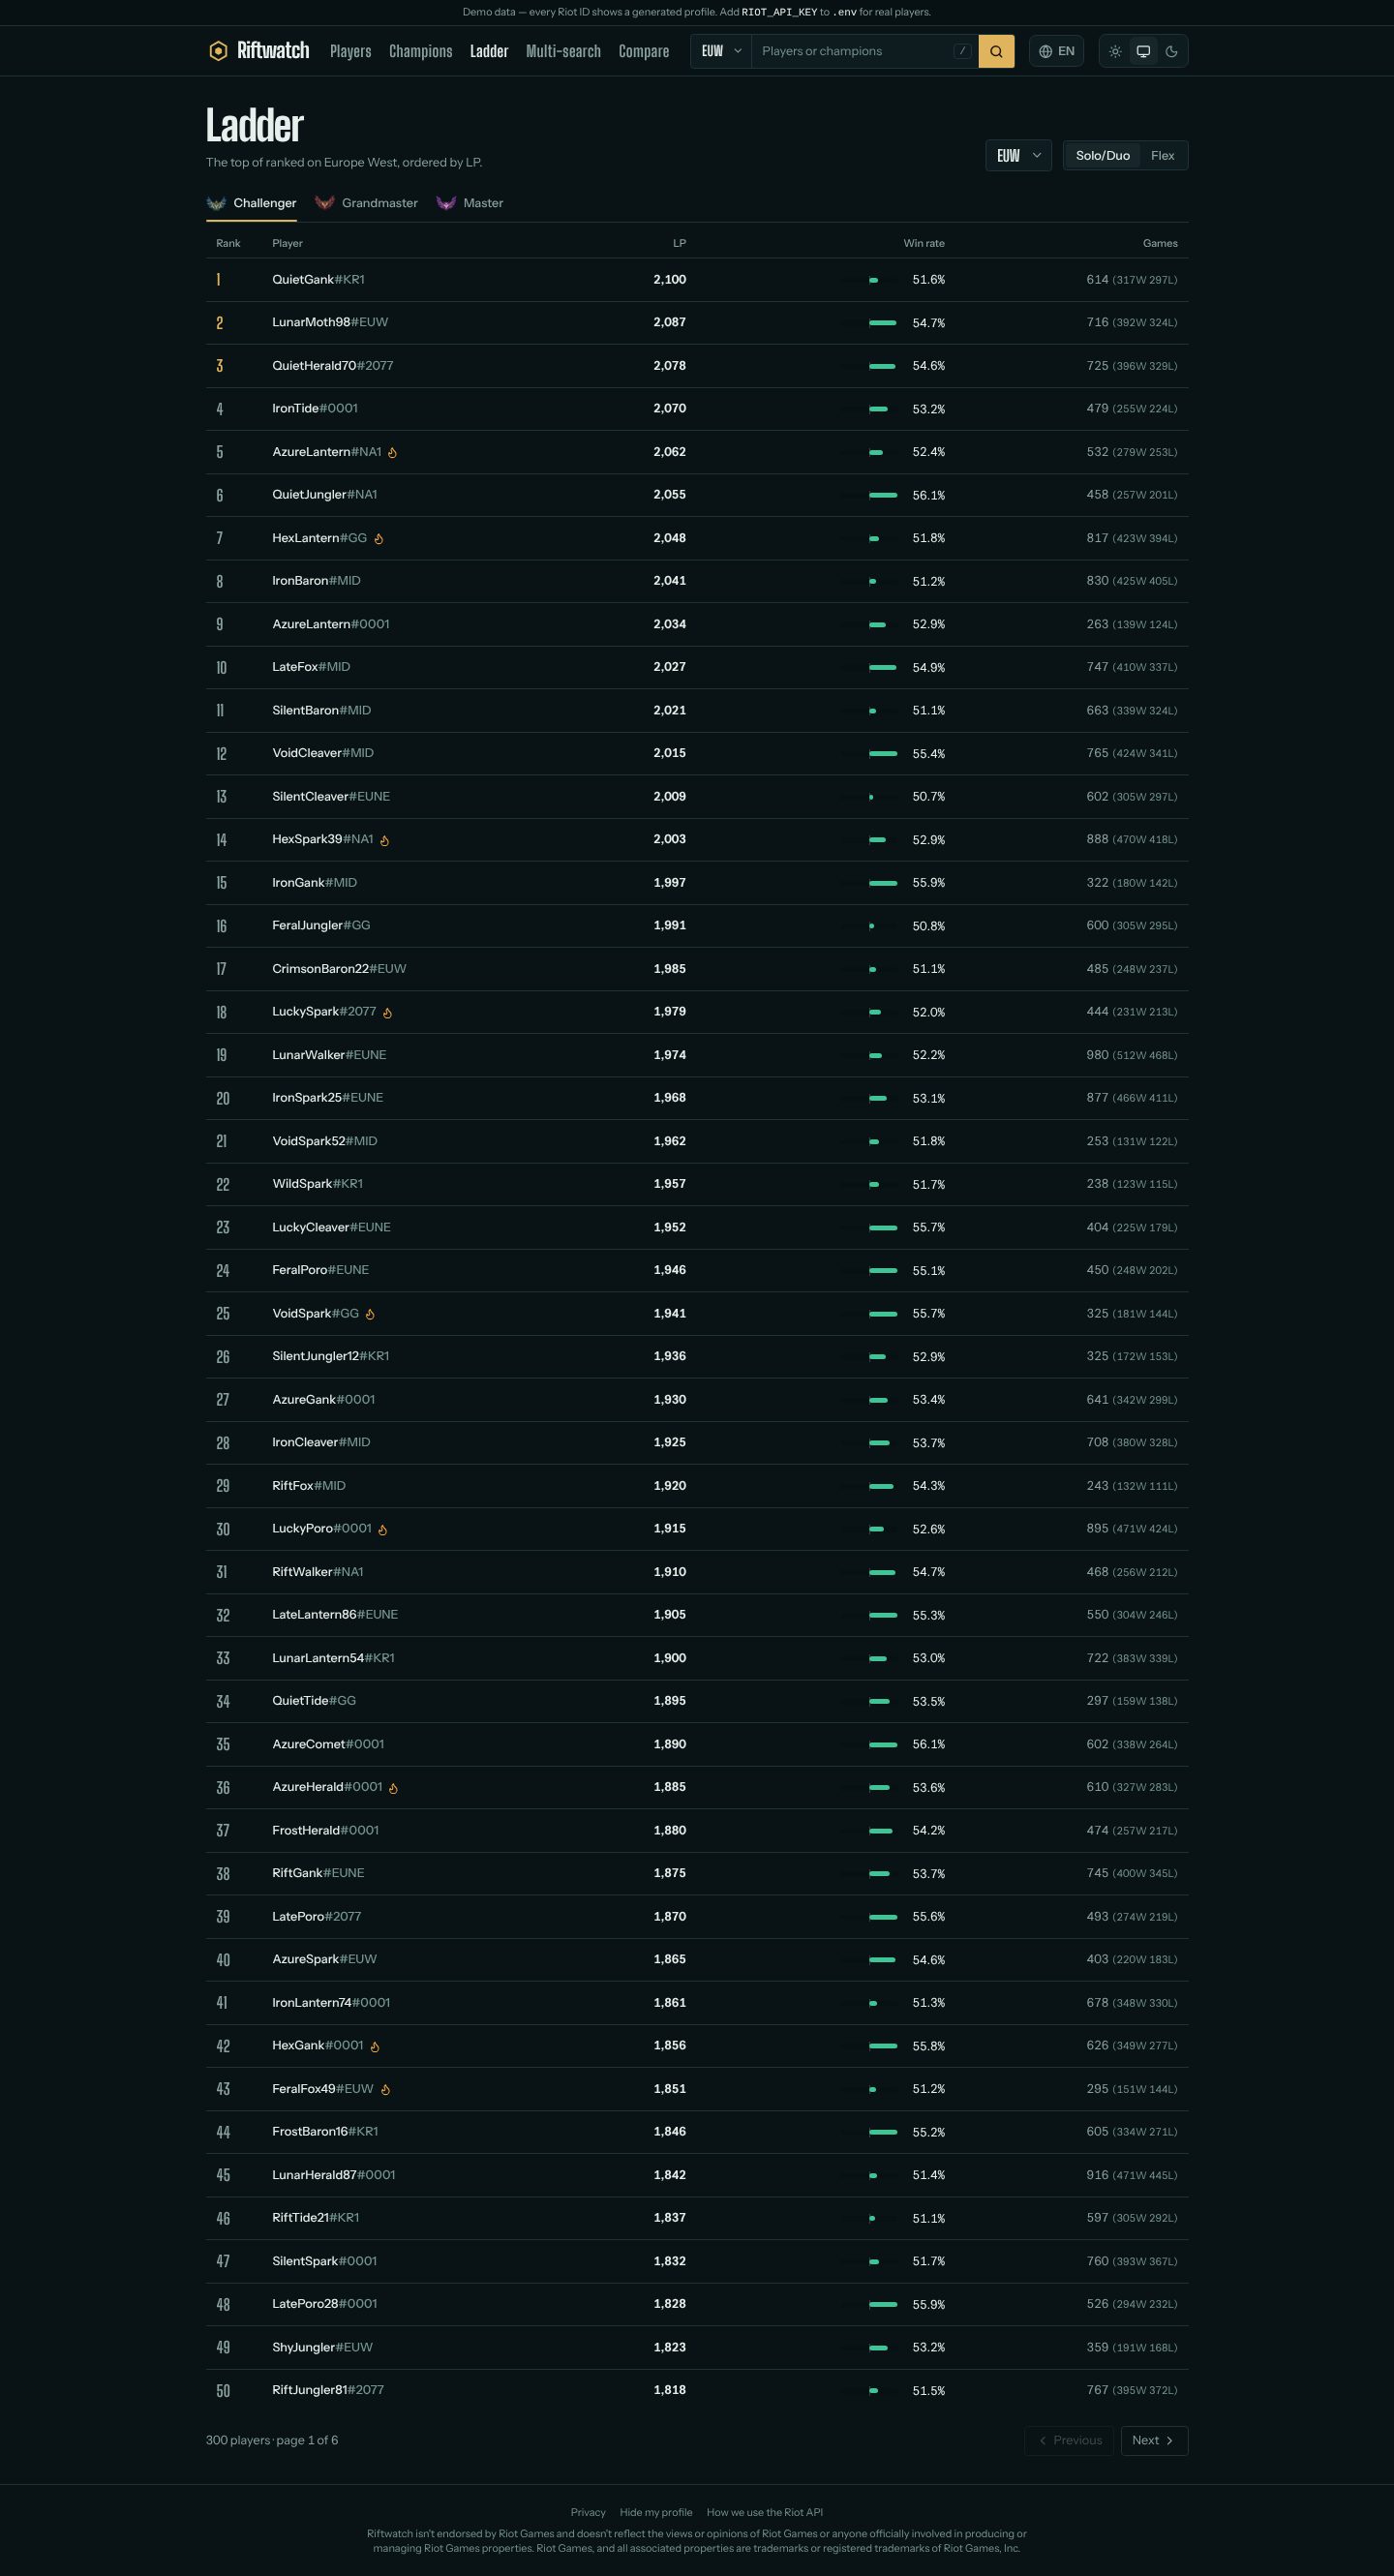 Demo data — every Riot ID shows a generated profile. Add RIOT_API_KEY to .env for real players.
Riftwatch Players Champions Ladder Multi-search Compare EUW Players or champions / EN
Ladder
The top of ranked on Europe West, ordered by LP.
EUW Solo/Duo Flex
Challenger Grandmaster Master
Rank Player LP Win rate Games
1 QuietGank#KR1 2,100 51.6% 614 (317W 297L)
2 LunarMoth98#EUW 2,087 54.7% 716 (392W 324L)
3 QuietHerald70#2077 2,078 54.6% 725 (396W 329L)
4 IronTide#0001 2,070 53.2% 479 (255W 224L)
5 AzureLantern#NA1 2,062 52.4% 532 (279W 253L)
6 QuietJungler#NA1 2,055 56.1% 458 (257W 201L)
7 HexLantern#GG 2,048 51.8% 817 (423W 394L)
8 IronBaron#MID 2,041 51.2% 830 (425W 405L)
9 AzureLantern#0001 2,034 52.9% 263 (139W 124L)
10 LateFox#MID 2,027 54.9% 747 (410W 337L)
11 SilentBaron#MID 2,021 51.1% 663 (339W 324L)
12 VoidCleaver#MID 2,015 55.4% 765 (424W 341L)
13 SilentCleaver#EUNE 2,009 50.7% 602 (305W 297L)
14 HexSpark39#NA1 2,003 52.9% 888 (470W 418L)
15 IronGank#MID 1,997 55.9% 322 (180W 142L)
16 FeralJungler#GG 1,991 50.8% 600 (305W 295L)
17 CrimsonBaron22#EUW 1,985 51.1% 485 (248W 237L)
18 LuckySpark#2077 1,979 52.0% 444 (231W 213L)
19 LunarWalker#EUNE 1,974 52.2% 980 (512W 468L)
20 IronSpark25#EUNE 1,968 53.1% 877 (466W 411L)
21 VoidSpark52#MID 1,962 51.8% 253 (131W 122L)
22 WildSpark#KR1 1,957 51.7% 238 (123W 115L)
23 LuckyCleaver#EUNE 1,952 55.7% 404 (225W 179L)
24 FeralPoro#EUNE 1,946 55.1% 450 (248W 202L)
25 VoidSpark#GG 1,941 55.7% 325 (181W 144L)
26 SilentJungler12#KR1 1,936 52.9% 325 (172W 153L)
27 AzureGank#0001 1,930 53.4% 641 (342W 299L)
28 IronCleaver#MID 1,925 53.7% 708 (380W 328L)
29 RiftFox#MID 1,920 54.3% 243 (132W 111L)
30 LuckyPoro#0001 1,915 52.6% 895 (471W 424L)
31 RiftWalker#NA1 1,910 54.7% 468 (256W 212L)
32 LateLantern86#EUNE 1,905 55.3% 550 (304W 246L)
33 LunarLantern54#KR1 1,900 53.0% 722 (383W 339L)
34 QuietTide#GG 1,895 53.5% 297 (159W 138L)
35 AzureComet#0001 1,890 56.1% 602 (338W 264L)
36 AzureHerald#0001 1,885 53.6% 610 (327W 283L)
37 FrostHerald#0001 1,880 54.2% 474 (257W 217L)
38 RiftGank#EUNE 1,875 53.7% 745 (400W 345L)
39 LatePoro#2077 1,870 55.6% 493 (274W 219L)
40 AzureSpark#EUW 1,865 54.6% 403 (220W 183L)
41 IronLantern74#0001 1,861 51.3% 678 (348W 330L)
42 HexGank#0001 1,856 55.8% 626 (349W 277L)
43 FeralFox49#EUW 1,851 51.2% 295 (151W 144L)
44 FrostBaron16#KR1 1,846 55.2% 605 (334W 271L)
45 LunarHerald87#0001 1,842 51.4% 916 (471W 445L)
46 RiftTide21#KR1 1,837 51.1% 597 (305W 292L)
47 SilentSpark#0001 1,832 51.7% 760 (393W 367L)
48 LatePoro28#0001 1,828 55.9% 526 (294W 232L)
49 ShyJungler#EUW 1,823 53.2% 359 (191W 168L)
50 RiftJungler81#2077 1,818 51.5% 767 (395W 372L)
300 players · page 1 of 6 Previous Next
Privacy Hide my profile How we use the Riot API
Riftwatch isn't endorsed by Riot Games and doesn't reflect the views or opinions of Riot Games or anyone officially involved in producing or
managing Riot Games properties. Riot Games, and all associated properties are trademarks or registered trademarks of Riot Games, Inc.